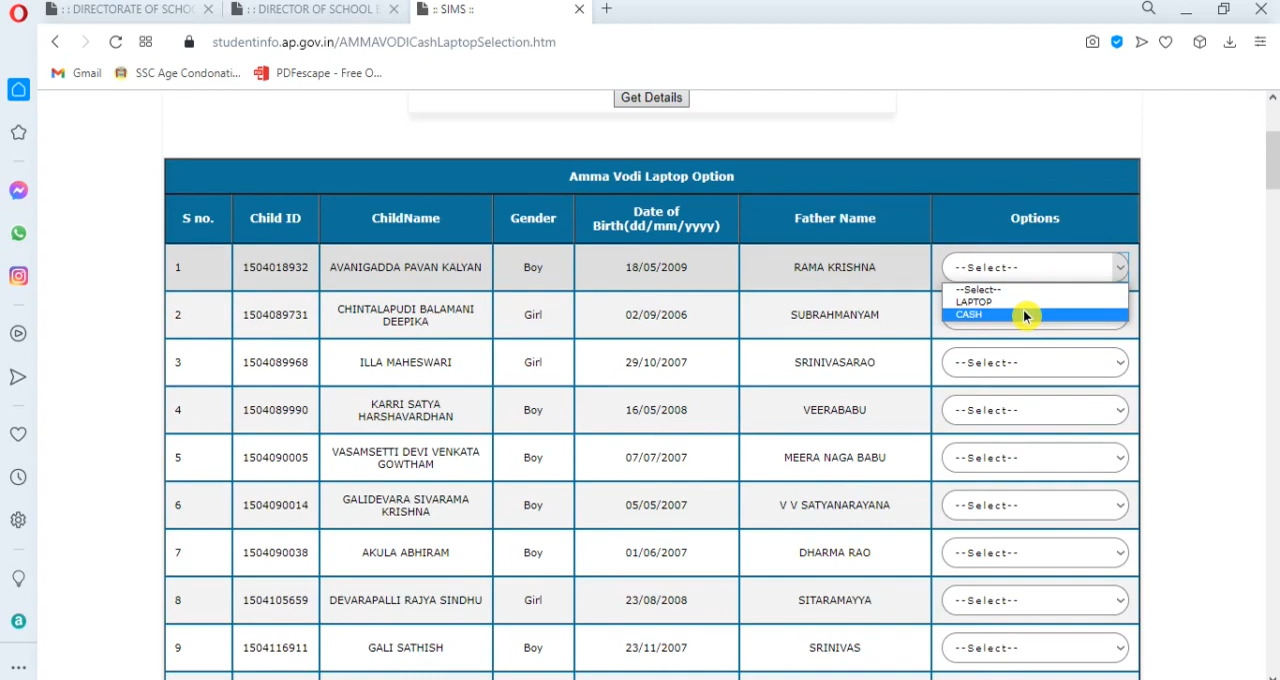 : : DIRECTORATE OF SCHOO
: : DIRECTOR OF SCHOOL E
:: SIMS ::
studentinfo.ap.gov.in/AMMAVODICashLaptopSelection.htm
Gmail
SSC Age Condonati...
PDFescape - Free O...
Get Details
Amma Vodi Laptop Option
S no. Child ID ChildName Gender Date of Birth(dd/mm/yyyy) Father Name Options
1 1504018932 AVANIGADDA PAVAN KALYAN Boy 18/05/2009 RAMA KRISHNA --Select--
--Select--
LAPTOP
CASH
2 1504089731 CHINTALAPUDI BALAMANI DEEPIKA Girl 02/09/2006 SUBRAHMANYAM
3 1504089968 ILLA MAHESWARI Girl 29/10/2007 SRINIVASARAO --Select--
4 1504089990 KARRI SATYA HARSHAVARDHAN Boy 16/05/2008 VEERABABU --Select--
5 1504090005 VASAMSETTI DEVI VENKATA GOWTHAM Boy 07/07/2007 MEERA NAGA BABU --Select--
6 1504090014 GALIDEVARA SIVARAMA KRISHNA Boy 05/05/2007 V V SATYANARAYANA --Select--
7 1504090038 AKULA ABHIRAM Boy 01/06/2007 DHARMA RAO --Select--
8 1504105659 DEVARAPALLI RAJYA SINDHU Girl 23/08/2008 SITARAMAYYA --Select--
9 1504116911 GALI SATHISH Boy 23/11/2007 SRINIVAS --Select--